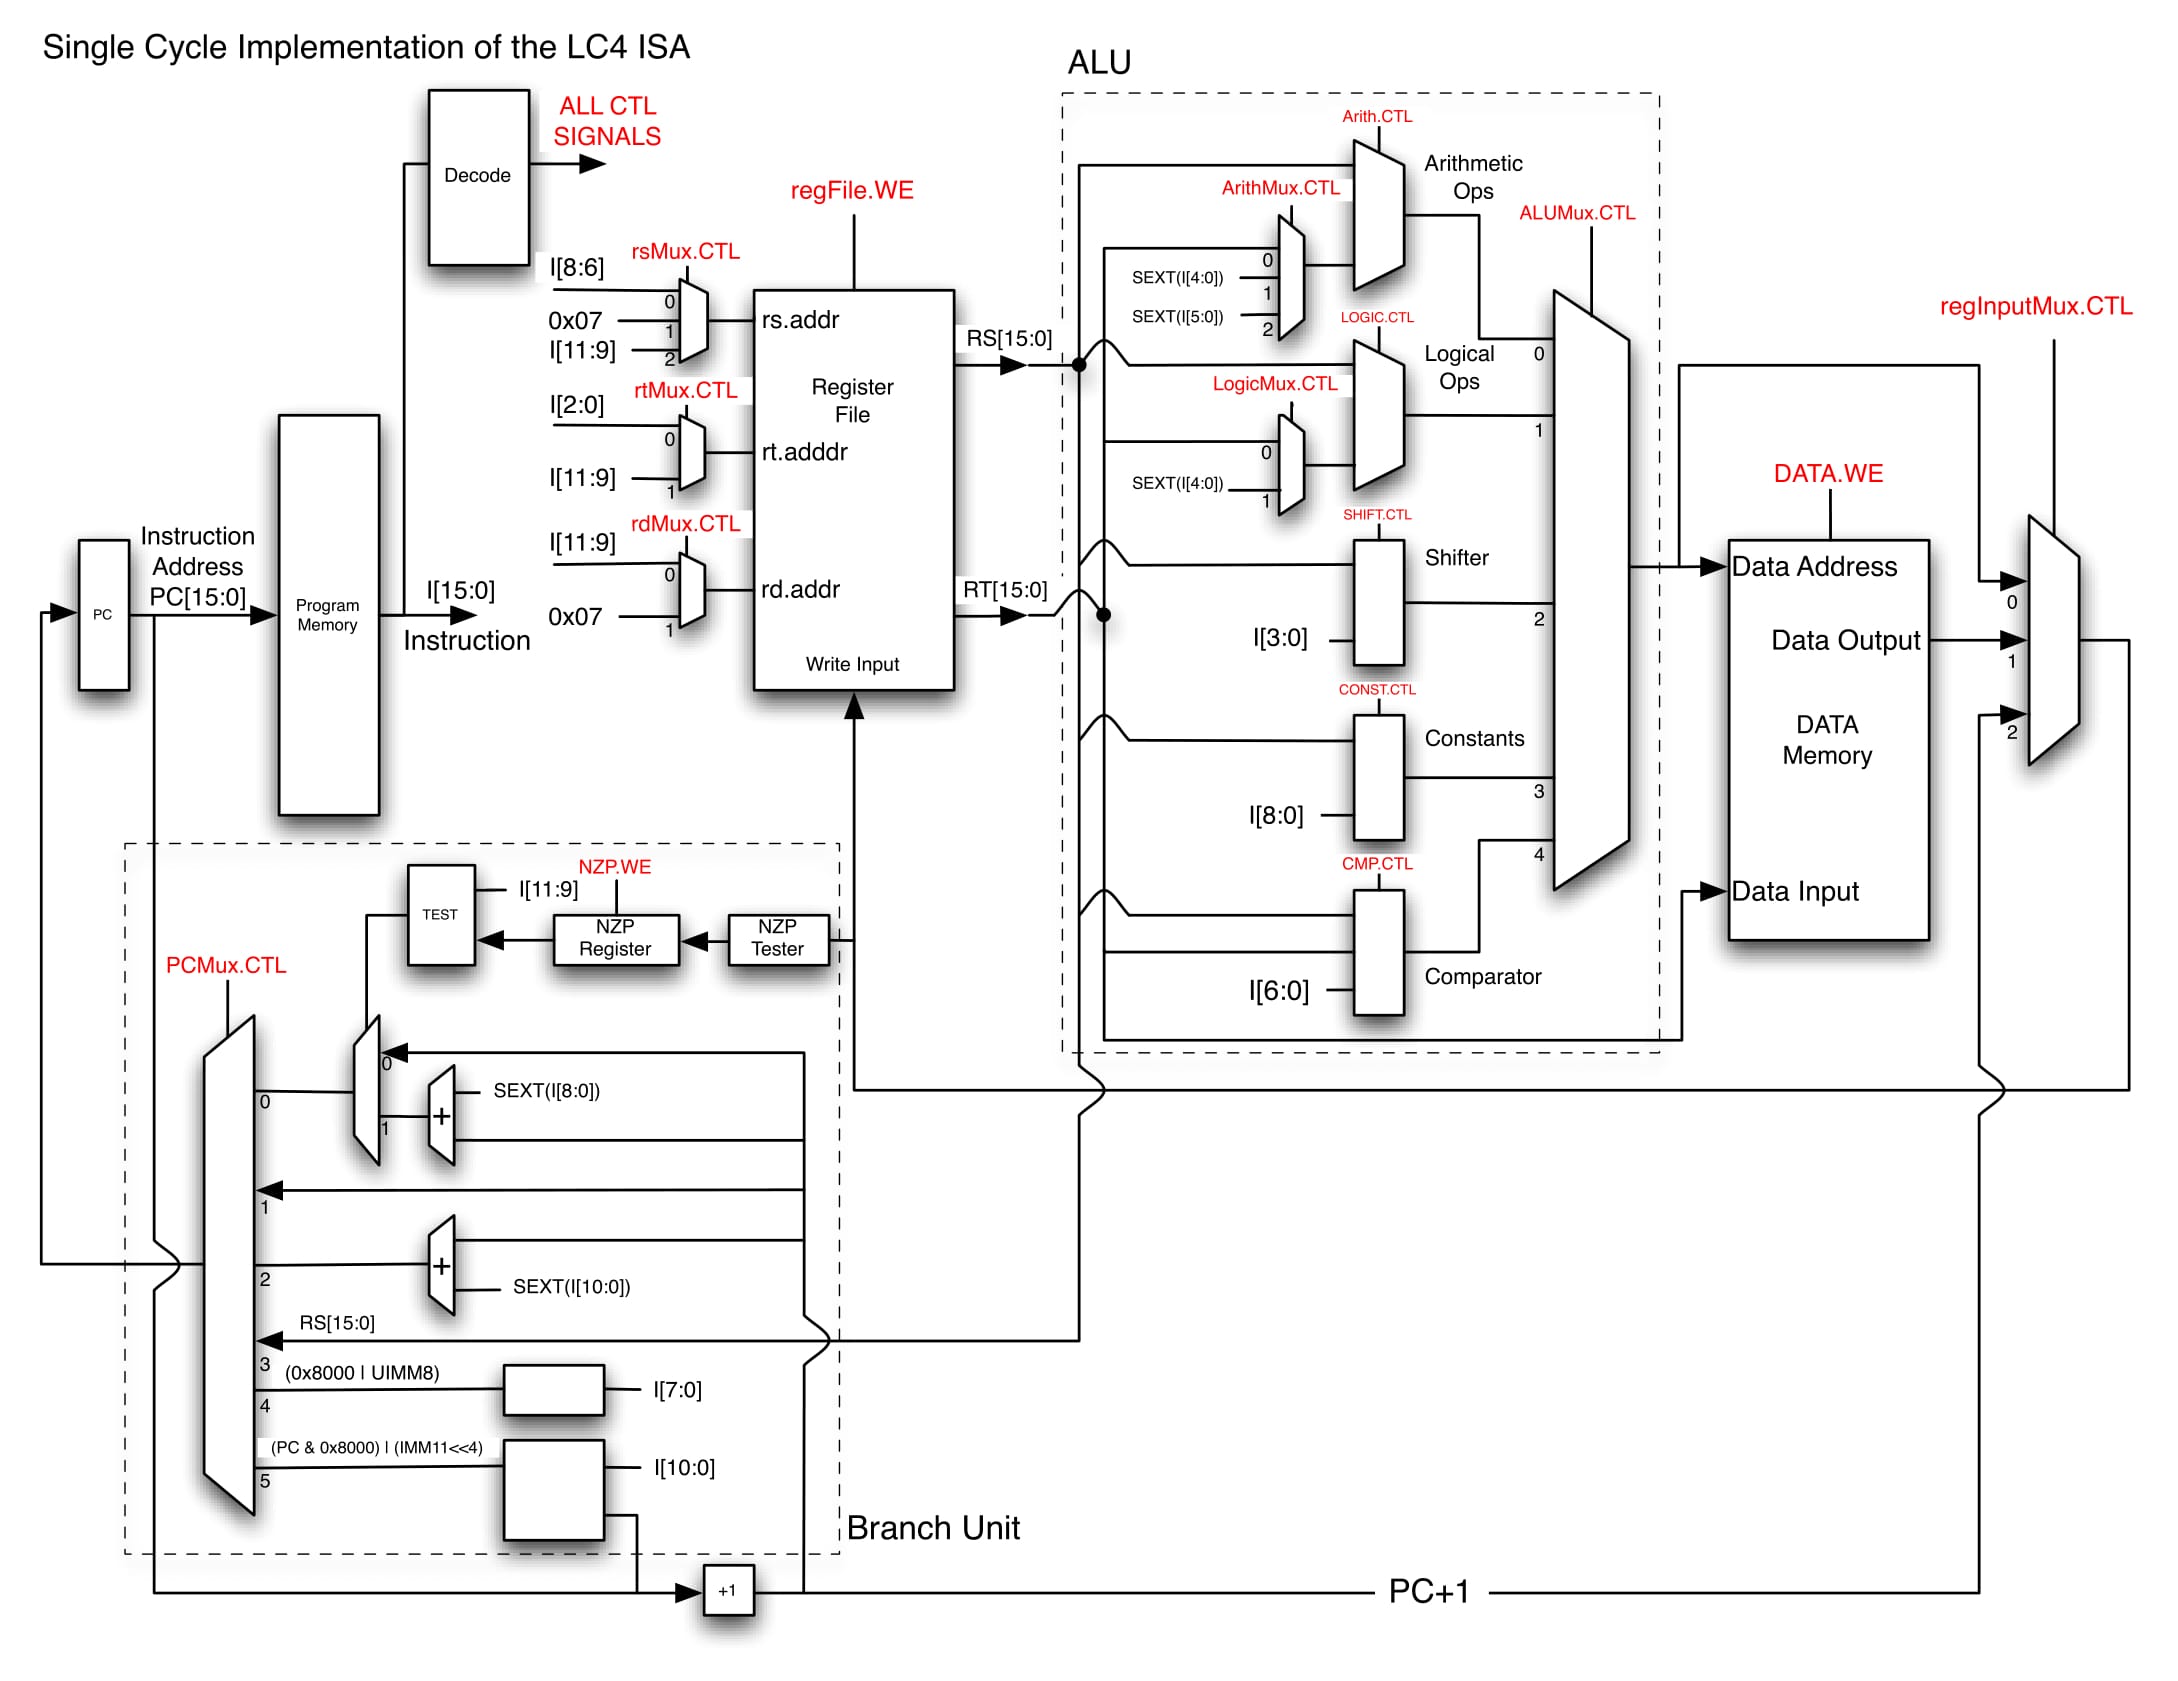 Single Cycle Implementation of the LC4 ISA
ALU
Decode
ALL CTL
SIGNALS
regFile.WE
rsMux.CTL
I[8:6]
0
0x07
1
I[11:9]
2
rtMux.CTL
I[2:0]
0
I[11:9]
1
rdMux.CTL
I[11:9]
0
0x07
1
rs.addr
Register
File
rt.adddr
rd.addr
Write Input
RS[15:0]
RT[15:0]
PC
Instruction
Address
PC[15:0]
Program
Memory
I[15:0]
Instruction
Arith.CTL
Arithmetic
Ops
ArithMux.CTL
0
SEXT(I[4:0])
1
SEXT(I[5:0])
2
LOGIC.CTL
Logical
Ops
LogicMux.CTL
0
SEXT(I[4:0])
1
SHIFT.CTL
Shifter
I[3:0]
CONST.CTL
Constants
I[8:0]
CMP.CTL
Comparator
I[6:0]
ALUMux.CTL
0
1
2
3
4
DATA.WE
Data Address
Data Output
DATA
Memory
Data Input
regInputMux.CTL
0
1
2
TEST
I[11:9]
NZP.WE
NZP
Register
NZP
Tester
PCMux.CTL
0
SEXT(I[8:0])
+
1
0
1
+
2
SEXT(I[10:0])
RS[15:0]
3
(0x8000 | UIMM8)
I[7:0]
4
(PC & 0x8000) | (IMM11<<4)
I[10:0]
5
Branch Unit
+1
PC+1